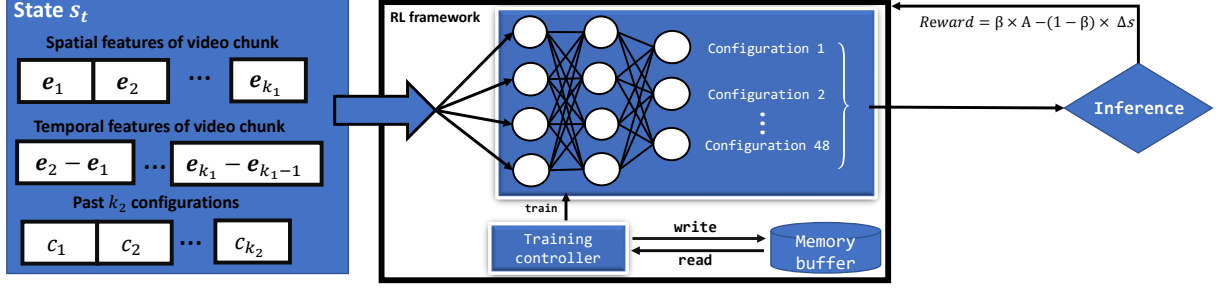 State s_t
Spatial features of video chunk
e_1 e_2 ... e_{k_1}
Temporal features of video chunk
e_2 − e_1 ... e_{k_1} − e_{k_1−1}
Past k_2 configurations
c_1 c_2 ... c_{k_2}
RL framework
Configuration 1
Configuration 2
⋮
Configuration 48
train
Training
controller
write
read
Memory
buffer
Reward = β × A −(1 − β) × Δs
Inference